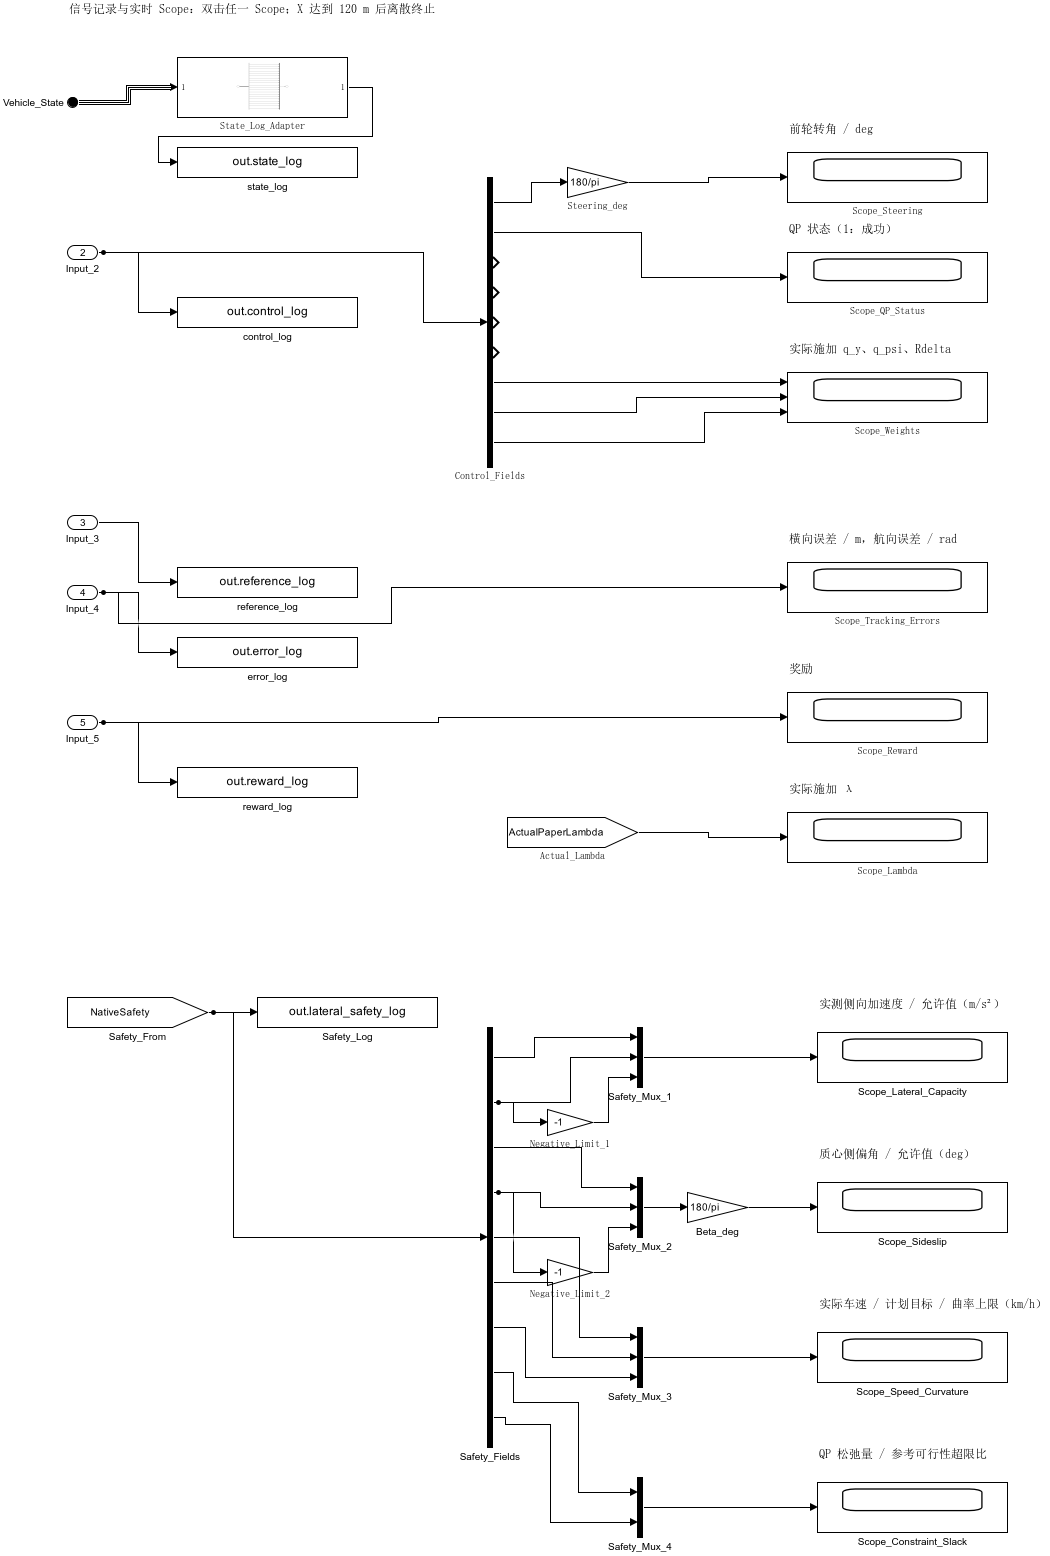 信号记录与实时 Scope：双击任一 Scope；X 达到 120 m 后离散终止
Vehicle_State
1
1
State_Log_Adapter
out.state_log
state_log
前轮转角 / deg
180/pi
Steering_deg
Scope_Steering
QP 状态（1：成功）
2
Input_2
Scope_QP_Status
out.control_log
control_log
实际施加 q_y、q_psi、Rdelta
Scope_Weights
Control_Fields
3
Input_3
横向误差 / m，航向误差 / rad
out.reference_log
reference_log
4
Input_4
Scope_Tracking_Errors
out.error_log
error_log
奖励
5
Input_5
Scope_Reward
out.reward_log
reward_log
实际施加 λ
ActualPaperLambda
Actual_Lambda
Scope_Lambda
NativeSafety
Safety_From
out.lateral_safety_log
Safety_Log
实测侧向加速度 / 允许值（m/s²）
Scope_Lateral_Capacity
Safety_Mux_1
-1
Negative_Limit_1
质心侧偏角 / 允许值（deg）
180/pi
Beta_deg
Scope_Sideslip
Safety_Mux_2
-1
Negative_Limit_2
实际车速 / 计划目标 / 曲率上限（km/h）
Scope_Speed_Curvature
Safety_Mux_3
Safety_Fields
QP 松弛量 / 参考可行性超限比
Scope_Constraint_Slack
Safety_Mux_4